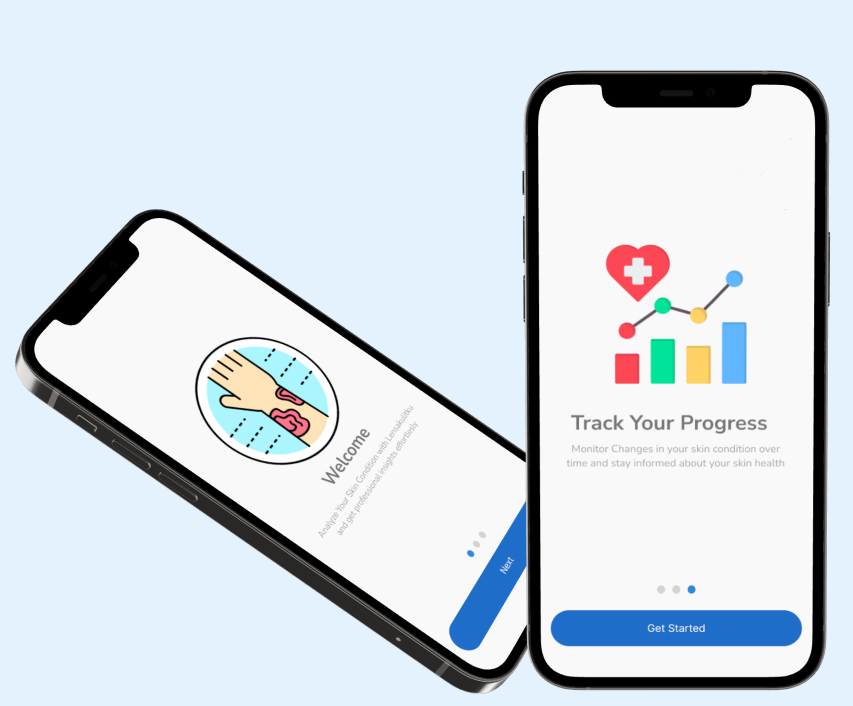 Welcome
Analyze Your Skin Condition with Lensakulitku
and get professional insights effortlessly
Next
Track Your Progress
Monitor Changes in your skin condition over
time and stay informed about your skin health
Get Started